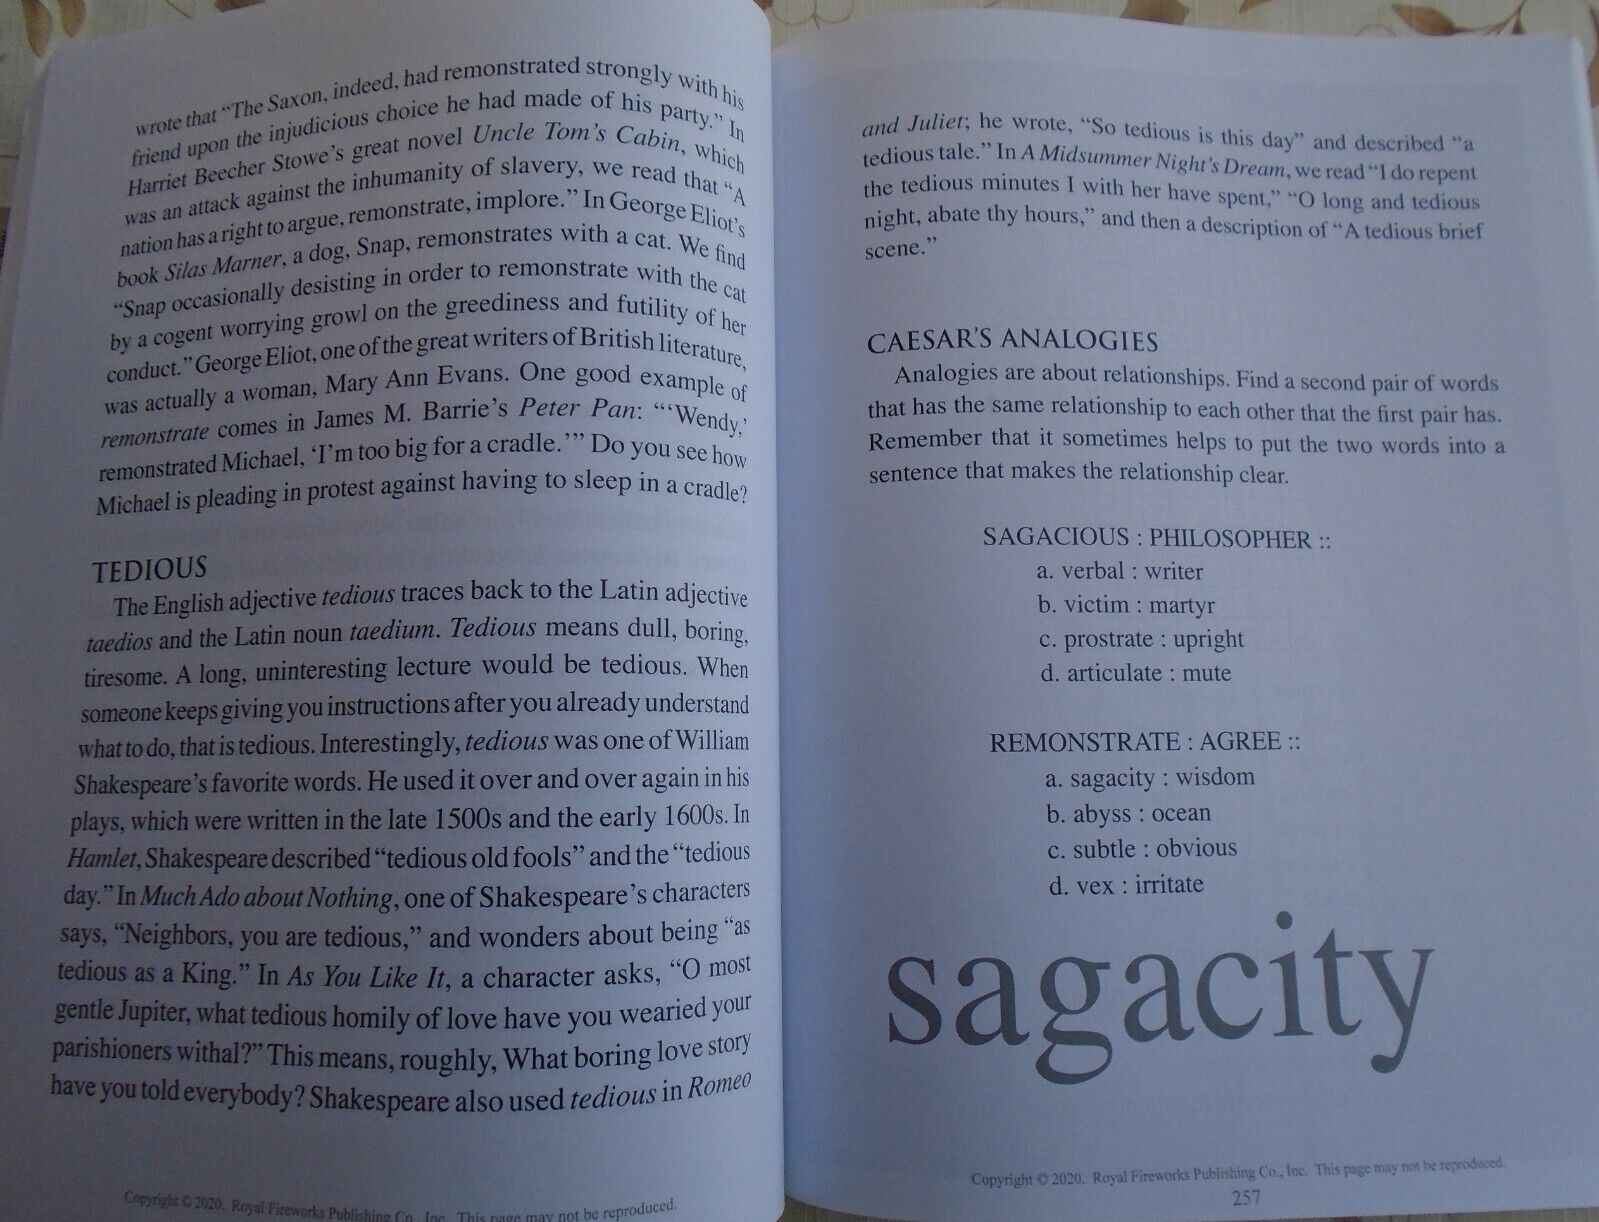 wrote that “The Saxon, indeed, had remonstrated strongly with his
friend upon the injudicious choice he had made of his party.” In
Harriet Beecher Stowe’s great novel Uncle Tom’s Cabin, which
was an attack against the inhumanity of slavery, we read that “A
nation has a right to argue, remonstrate, implore.” In George Eliot’s
book Silas Marner, a dog, Snap, remonstrates with a cat. We find
“Snap occasionally desisting in order to remonstrate with the cat
by a cogent worrying growl on the greediness and futility of her
conduct.” George Eliot, one of the great writers of British literature,
was actually a woman, Mary Ann Evans. One good example of
remonstrate comes in James M. Barrie’s Peter Pan: “‘Wendy,’
remonstrated Michael, ‘I’m too big for a cradle.’” Do you see how
Michael is pleading in protest against having to sleep in a cradle?
TEDIOUS
The English adjective tedious traces back to the Latin adjective
taedios and the Latin noun taedium. Tedious means dull, boring,
tiresome. A long, uninteresting lecture would be tedious. When
someone keeps giving you instructions after you already understand
what to do, that is tedious. Interestingly, tedious was one of William
Shakespeare’s favorite words. He used it over and over again in his
plays, which were written in the late 1500s and the early 1600s. In
Hamlet, Shakespeare described “tedious old fools” and the “tedious
day.” In Much Ado about Nothing, one of Shakespeare’s characters
says, “Neighbors, you are tedious,” and wonders about being “as
tedious as a King.” In As You Like It, a character asks, “O most
gentle Jupiter, what tedious homily of love have you wearied your
parishioners withal?” This means, roughly, What boring love story
have you told everybody? Shakespeare also used tedious in Romeo
Copyright © 2020. Royal Fireworks Publishing Co., Inc. This page may not be reproduced.
and Juliet; he wrote, “So tedious is this day” and described “a
tedious tale.” In A Midsummer Night’s Dream, we read “I do repent
the tedious minutes I with her have spent,” “O long and tedious
night, abate thy hours,” and then a description of “A tedious brief
scene.”
CAESAR’S ANALOGIES
Analogies are about relationships. Find a second pair of words
that has the same relationship to each other that the first pair has.
Remember that it sometimes helps to put the two words into a
sentence that makes the relationship clear.
SAGACIOUS : PHILOSOPHER ::
a. verbal : writer
b. victim : martyr
c. prostrate : upright
d. articulate : mute
REMONSTRATE : AGREE ::
a. sagacity : wisdom
b. abyss : ocean
c. subtle : obvious
d. vex : irritate
sagacity
Copyright © 2020. Royal Fireworks Publishing Co., Inc. This page may not be reproduced.
257